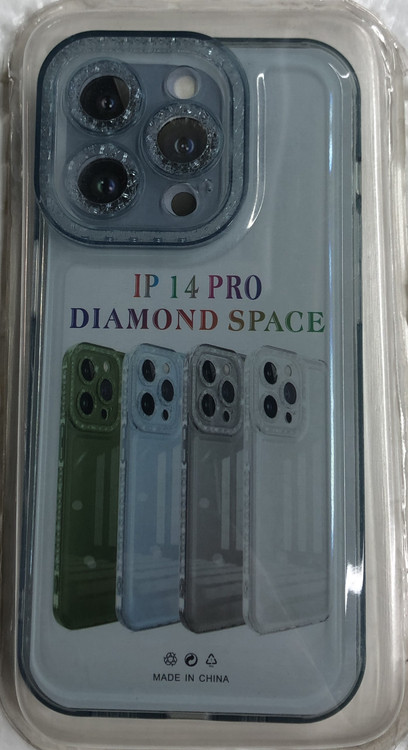 IP 14 PRO
DIAMOND SPACE
MADE IN CHINA